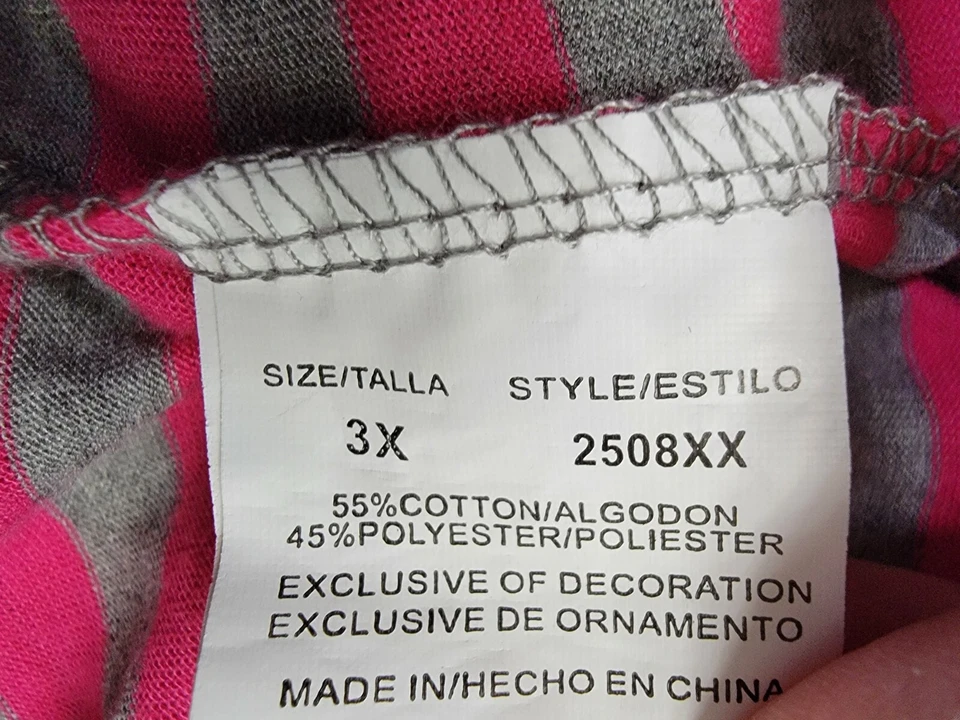 SIZE/TALLA STYLE/ESTILO
3X 2508XX
55%COTTON/ALGODON
45%POLYESTER/POLIESTER
EXCLUSIVE OF DECORATION
EXCLUSIVE DE ORNAMENTO
MADE IN/HECHO EN CHINA